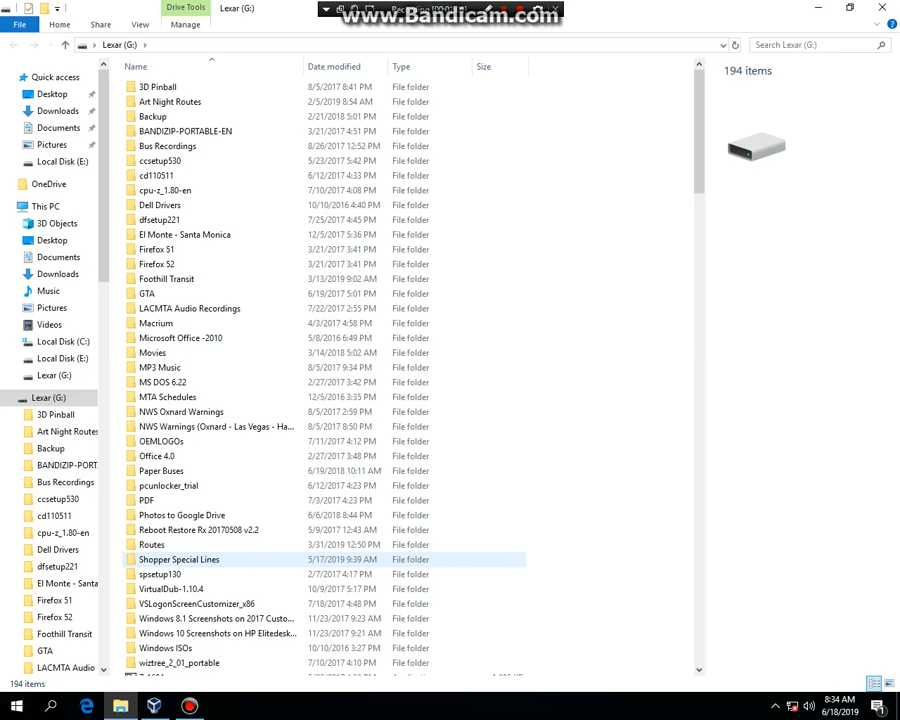 Drive Tools
Lexar (G:)
www.Bandicam.com
File
Home
Share
View
Manage
Lexar (G:)
Search Lexar (G:)
Name
Date modified
Type
Size
194 items
Quick access
Desktop
Downloads
Documents
Pictures
Local Disk (E:)
OneDrive
This PC
3D Objects
Desktop
Documents
Downloads
Music
Pictures
Videos
Local Disk (C:)
Local Disk (E:)
Lexar (G:)
Lexar (G:)
3D Pinball
Art Night Routes
Backup
BANDIZIP-PORT
Bus Recordings
ccsetup530
cd110511
cpu-z_1.80-en
Dell Drivers
dfsetup221
El Monte - Santa
Firefox 51
Firefox 52
Foothill Transit
GTA
LACMTA Audio
3D Pinball 8/5/2017 8:41 PM File folder
Art Night Routes 2/5/2019 8:54 AM File folder
Backup 2/21/2018 5:01 PM File folder
BANDIZIP-PORTABLE-EN 3/21/2017 4:51 PM File folder
Bus Recordings 8/26/2017 12:52 PM File folder
ccsetup530 5/23/2017 5:42 PM File folder
cd110511 6/12/2017 4:33 PM File folder
cpu-z_1.80-en 7/10/2017 4:08 PM File folder
Dell Drivers 10/10/2016 4:40 PM File folder
dfsetup221 7/25/2017 4:45 PM File folder
El Monte - Santa Monica 12/5/2017 5:36 PM File folder
Firefox 51 3/21/2017 3:41 PM File folder
Firefox 52 3/21/2017 3:41 PM File folder
Foothill Transit 3/13/2019 9:02 AM File folder
GTA 6/19/2017 5:01 PM File folder
LACMTA Audio Recordings 7/22/2017 2:55 PM File folder
Macrium 4/3/2017 4:58 PM File folder
Microsoft Office -2010 5/8/2016 6:49 PM File folder
Movies 3/14/2018 5:02 AM File folder
MP3 Music 8/5/2017 9:34 PM File folder
MS DOS 6.22 2/27/2017 3:42 PM File folder
MTA Schedules 12/5/2016 3:35 PM File folder
NWS Oxnard Warnings 8/5/2017 2:59 PM File folder
NWS Warnings (Oxnard - Las Vegas - Ha... 8/5/2017 8:50 PM File folder
OEMLOGOs 7/11/2017 4:12 PM File folder
Office 4.0 2/27/2017 3:48 PM File folder
Paper Buses 6/19/2018 10:11 AM File folder
pcunlocker_trial 6/12/2017 4:23 PM File folder
PDF 7/3/2017 4:23 PM File folder
Photos to Google Drive 6/6/2018 8:44 PM File folder
Reboot Restore Rx 20170508 v2.2 5/9/2017 12:43 AM File folder
Routes 3/31/2019 12:50 PM File folder
Shopper Special Lines 5/17/2019 9:39 AM File folder
spsetup130 2/7/2017 4:17 PM File folder
VirtualDub-1.10.4 10/9/2017 5:17 PM File folder
VSLogonScreenCustomizer_x86 7/18/2017 4:48 PM File folder
Windows 8.1 Screenshots on 2017 Custo... 11/23/2017 9:23 AM File folder
Windows 10 Screenshots on HP Elitedesk... 11/23/2017 9:21 AM File folder
Windows ISOs 10/10/2016 3:27 PM File folder
wiztree_2_01_portable 7/10/2017 4:10 PM File folder
194 items
8:34 AM
6/18/2019